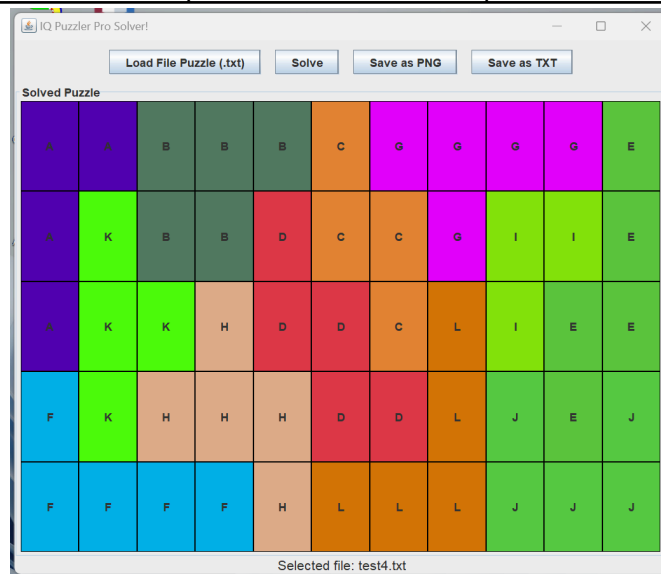 IQ Puzzler Pro Solver!
Load File Puzzle (.txt) Solve Save as PNG Save as TXT
Solved Puzzle
A A B B B C G G G G E
A K B B D C C G I I E
A K K H D D C L I E E
F K H H H D D L J E J
F F F F H L L L J J J
Selected file: test4.txt